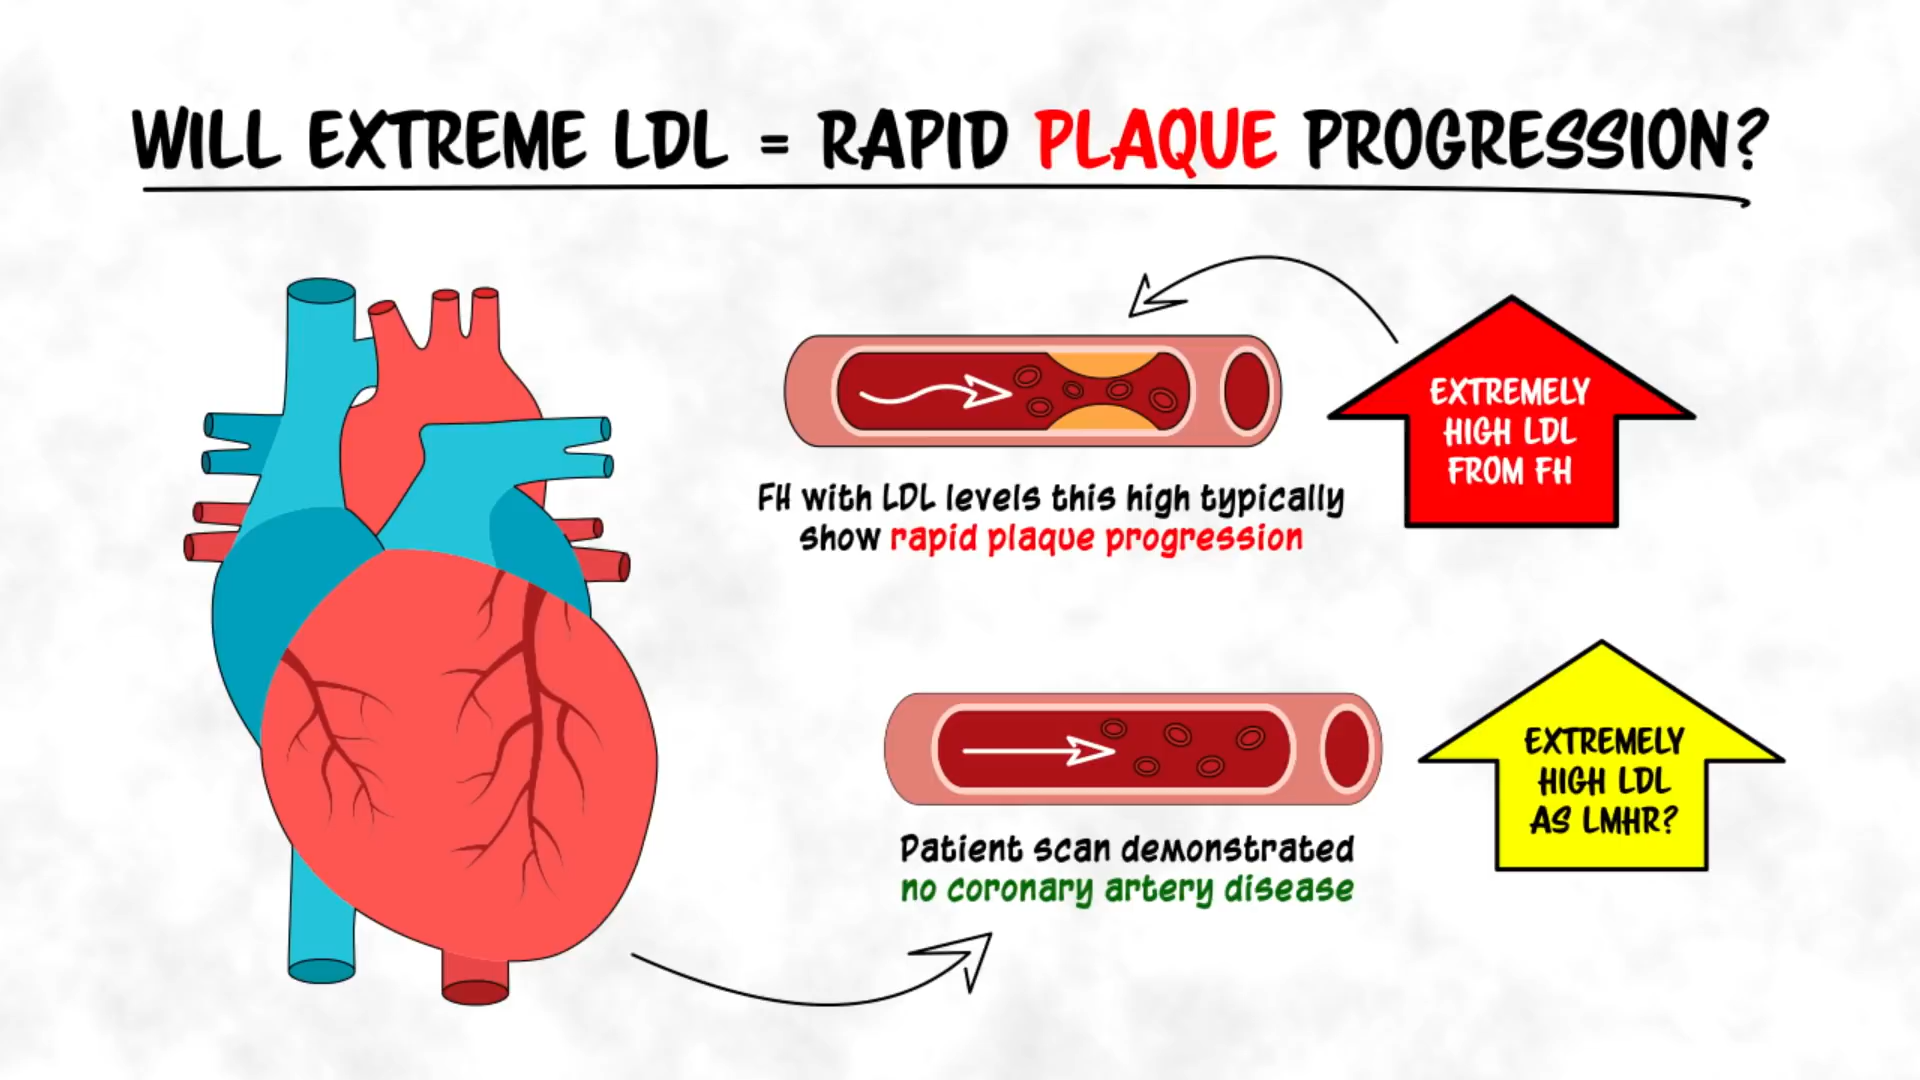 WILL EXTREME LDL = RAPID PLAQUE PROGRESSION?
EXTREMELY
HIGH LDL
FROM FH
FH with LDL levels this high typically
show rapid plaque progression
EXTREMELY
HIGH LDL
AS LMHR?
Patient scan demonstrated
no coronary artery disease